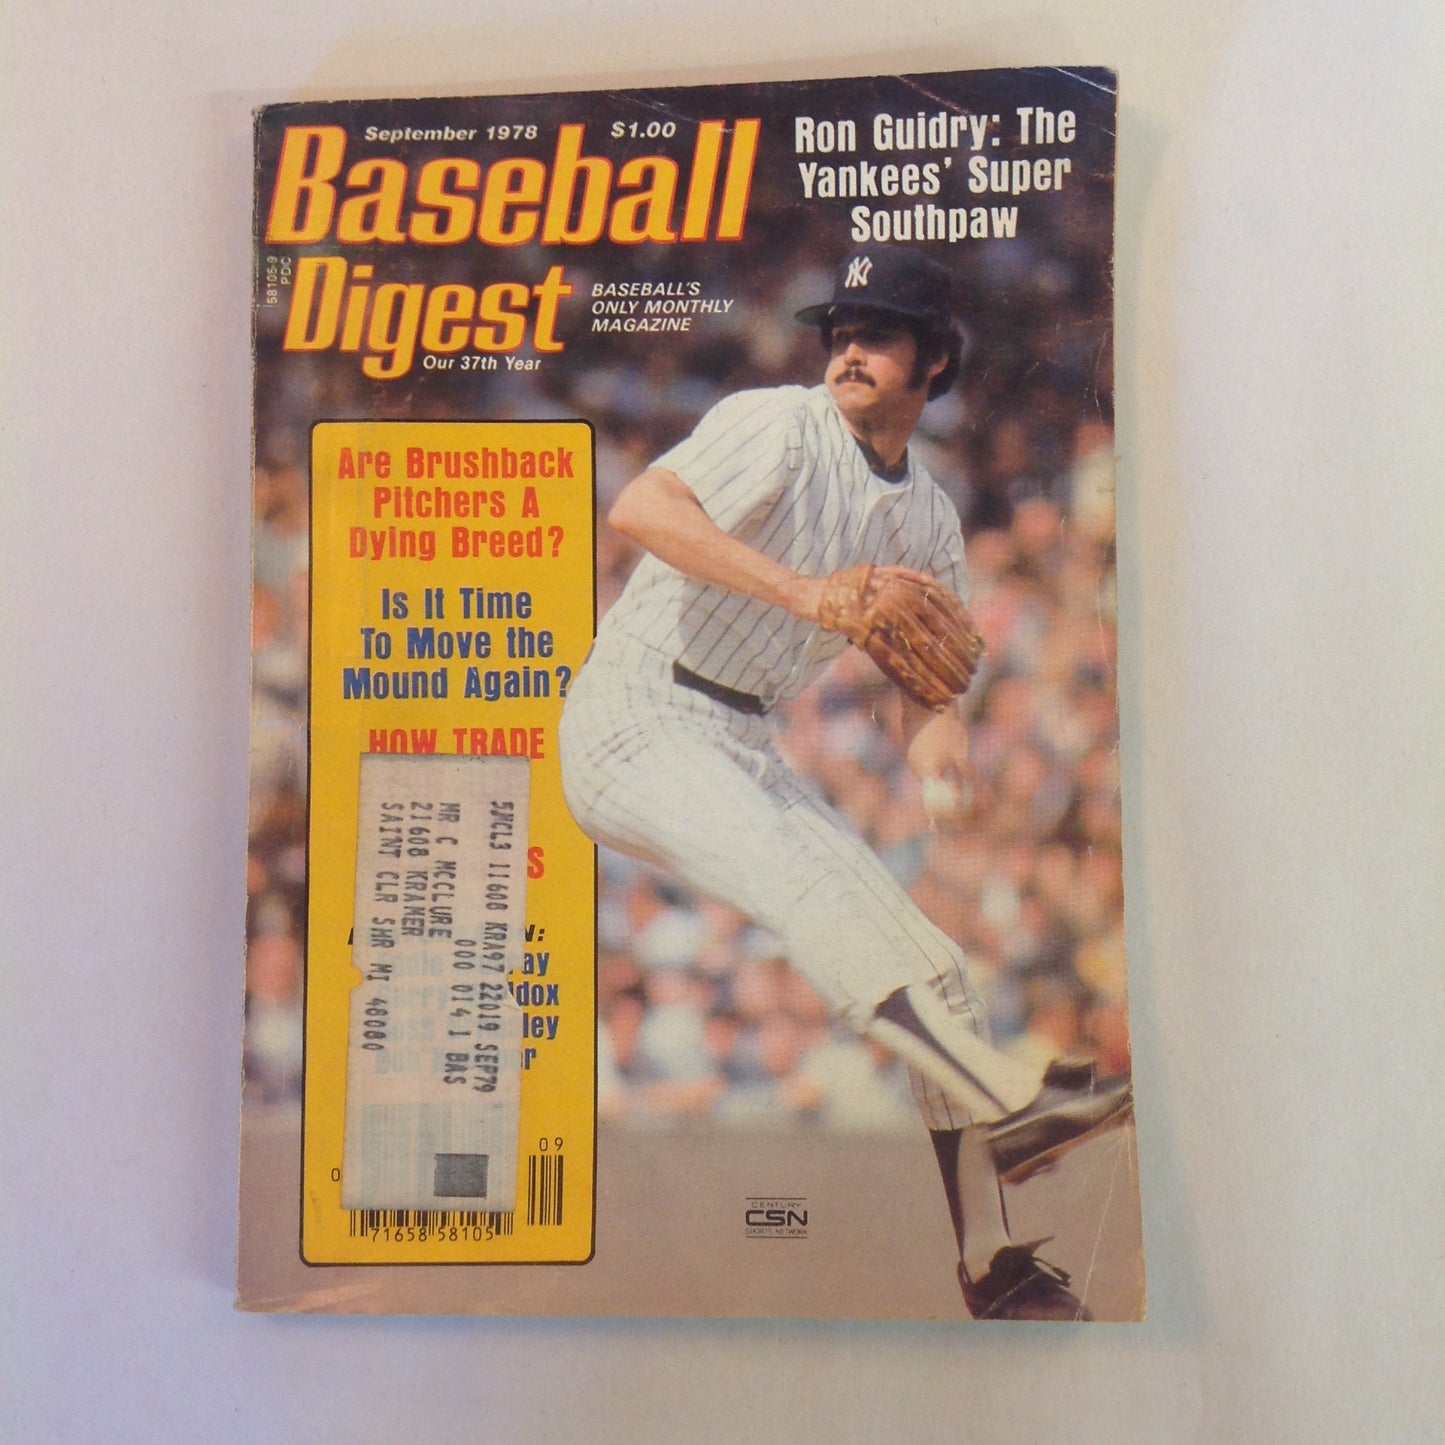 September 1978 $1.00
Baseball
Digest
58105-9
PDC
BASEBALL'S
ONLY MONTHLY
MAGAZINE
Our 37th Year
Ron Guidry: The
Yankees' Super
Southpaw
NY
Are Brushback
Pitchers A
Dying Breed?
Is It Time
To Move the
Mound Again?
HOW TRADE
5NCL3 11608 KRA97 22019 SEP79
000 014 1 BAS
MR C MCCLURE
21608 KRAMER
SAINT CLR SHR MI 48080
09
0
71658 58105
CENTURY
CSN
SPORTS NETWORK